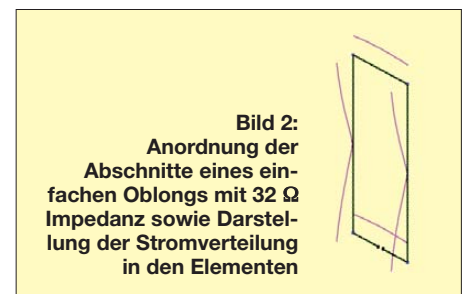 Bild 2:
Anordnung der
Abschnitte eines ein-
fachen Oblongs mit 32 Ω
Impedanz sowie Darstel-
lung der Stromverteilung
in den Elementen